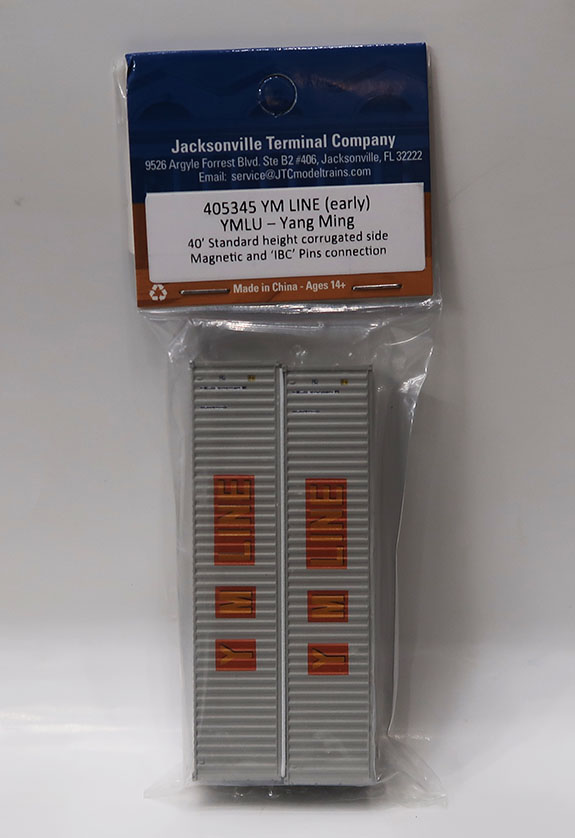 Jacksonville Terminal Company
9526 Argyle Forrest Blvd. Ste B2 #406, Jacksonville, FL 32222
Email: service@JTCmodeltrains.com
405345 YM LINE (early)
YMLU – Yang Ming
40' Standard height corrugated side
Magnetic and 'IBC' Pins connection
Made in China - Ages 14+
Y M LINE
Y M LINE